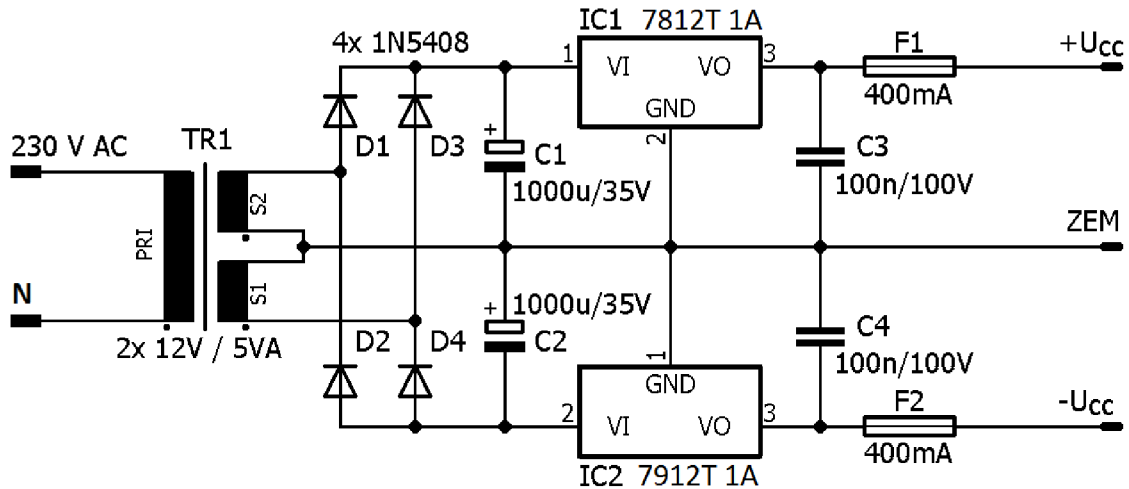 IC1 7812T 1A
4x 1N5408
1
VI
VO
3
F1
+Ucc
GND
400mA
2
230 V AC
TR1
D1
D3
+
C1
C3
1000u/35V
100n/100V
S2
PRI
ZEM
S1
N
+
1000u/35V
2x 12V / 5VA
D2
D4
C2
C4
1
100n/100V
GND
F2
-Ucc
2
VI
VO
3
400mA
IC2 7912T 1A